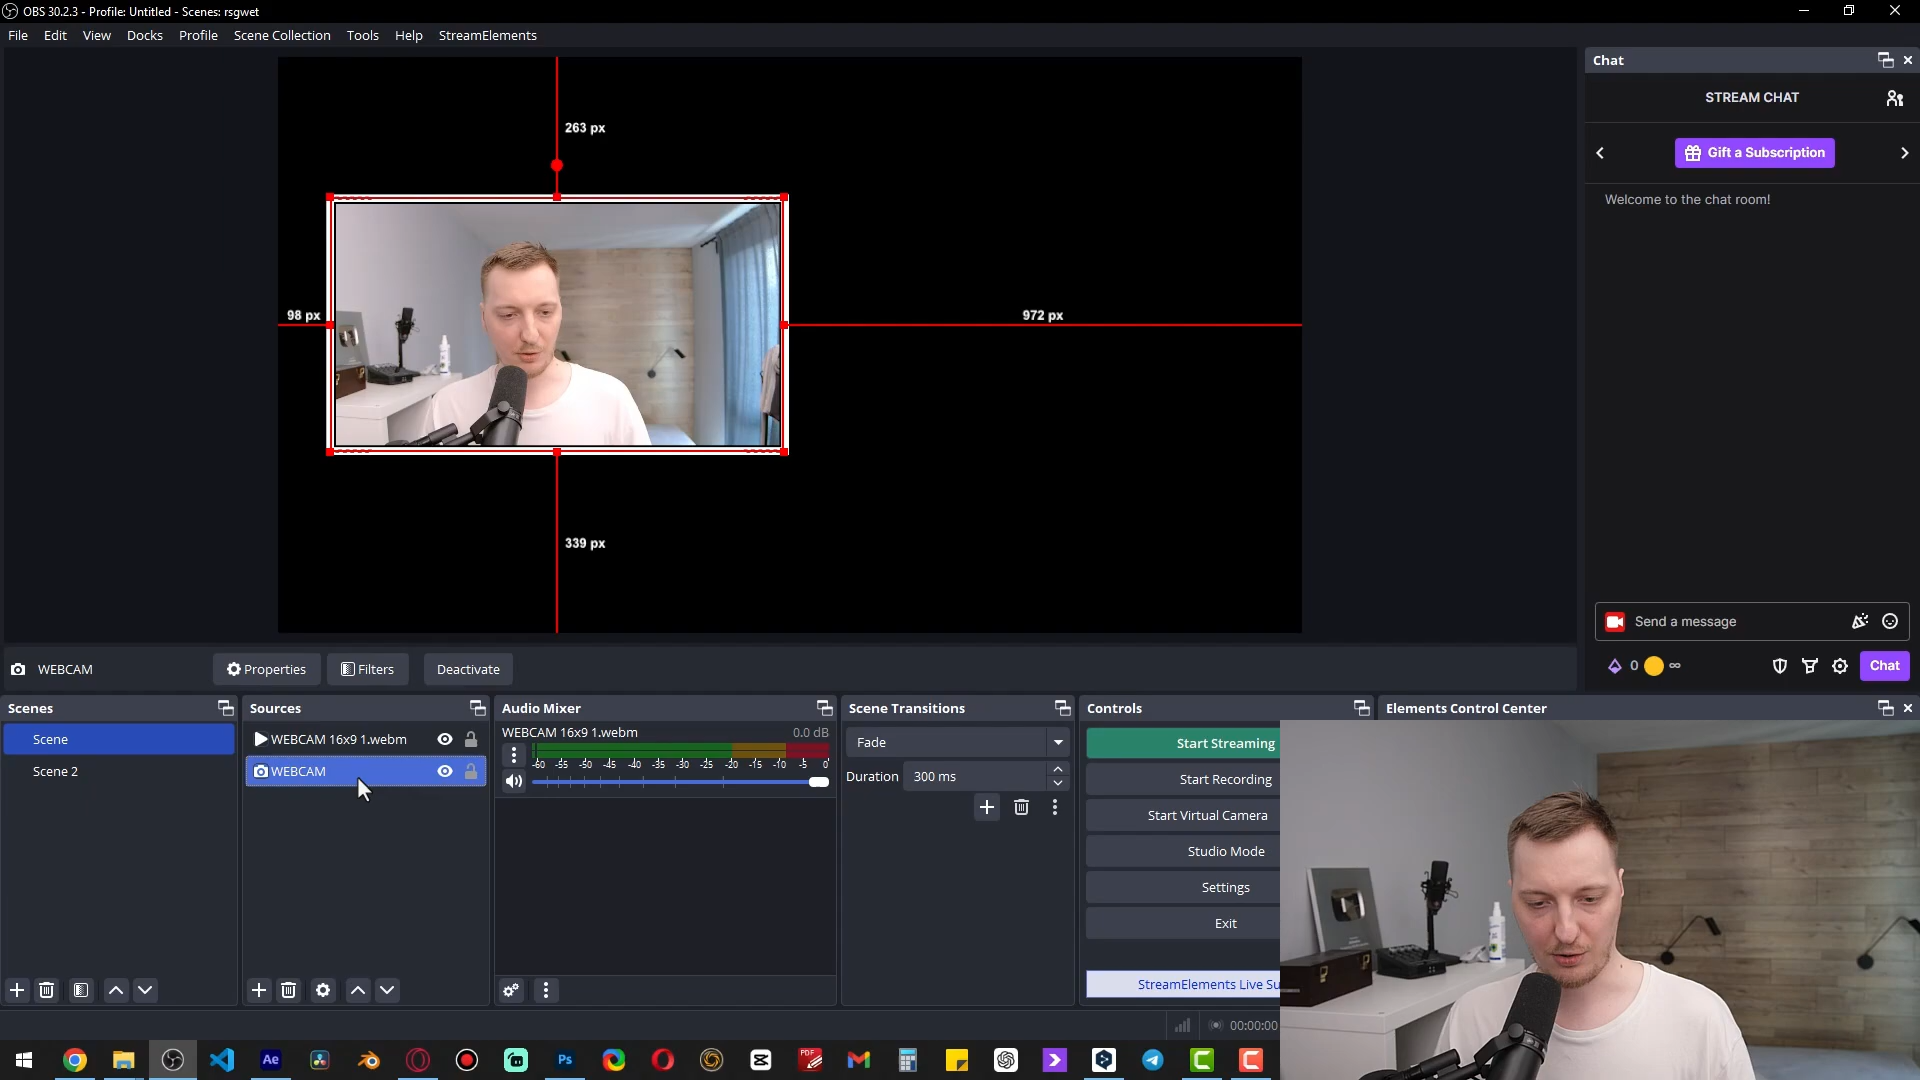 OBS 30.2.3 - Profile: Untitled - Scenes: rsgwet
File Edit View Docks Profile Scene Collection Tools Help StreamElements
Chat
STREAM CHAT
Gift a Subscription
Welcome to the chat room!
263 px
98 px
972 px
339 px
Send a message
0 ∞
Chat
WEBCAM
Properties
Filters
Deactivate
Scenes
Scene
Scene 2
Sources
WEBCAM 16x9 1.webm
WEBCAM
Audio Mixer
WEBCAM 16x9 1.webm 0.0 dB
-60 -55 -50 -45 -40 -35 -30 -25 -20 -15 -10 -5 0
Scene Transitions
Fade
Duration 300 ms
Controls
Start Streaming
Start Recording
Start Virtual Camera
Studio Mode
Settings
Exit
StreamElements Live Su
Elements Control Center
00:00:00
Ae
Ps
PDF